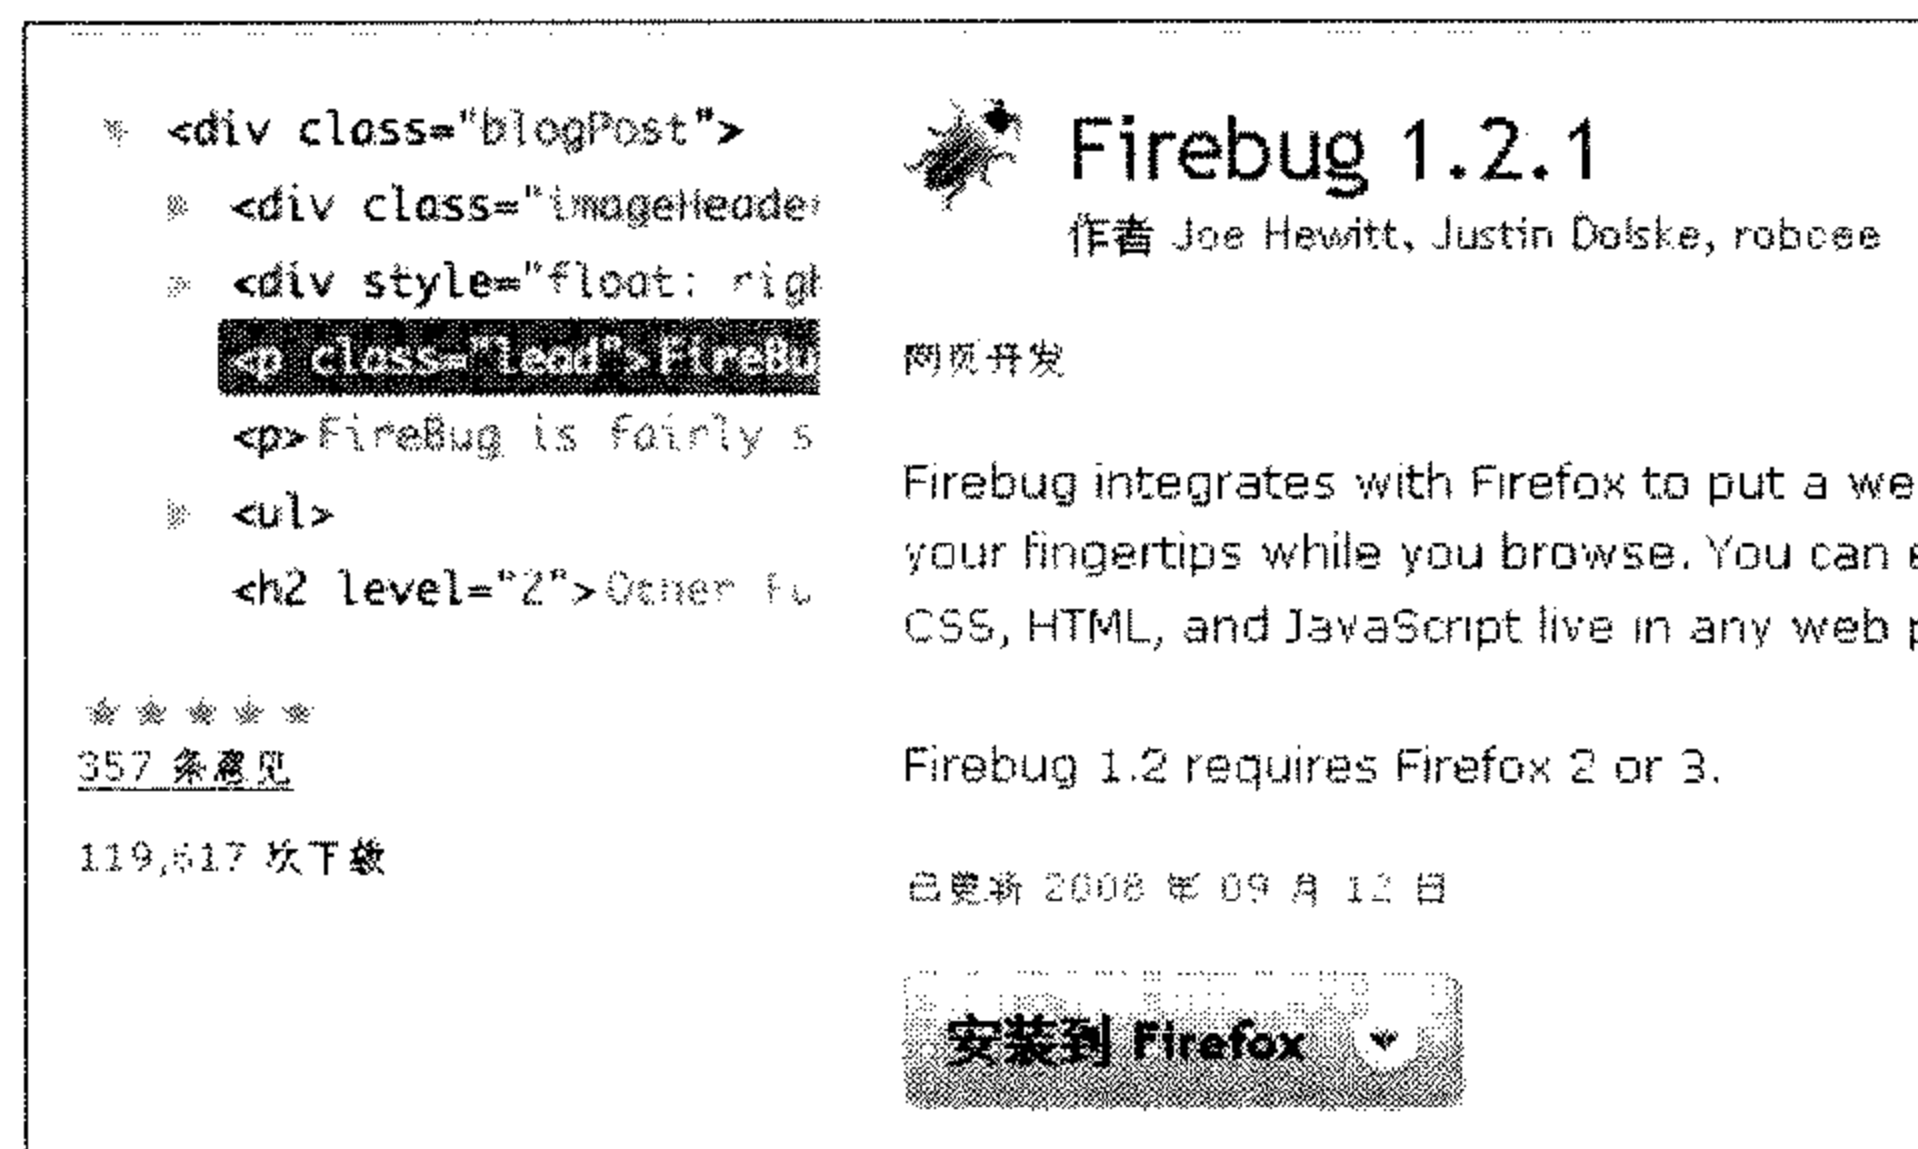 <div class="blogPost">
<div class="imageHeader
<div style="float: righ
<p class="lead">FireBu
<p>FireBug is fairly s
<ul>
<h2 level="2">Other Fu
357 条意见
119,617 次下载
Firebug 1.2.1
作者 Joe Hewitt, Justin Dolske, robcee
网页开发
Firebug integrates with Firefox to put a we
your fingertips while you browse. You can e
CSS, HTML, and JavaScript live in any web p
Firebug 1.2 requires Firefox 2 or 3.
已更新 2008 年 09 月 12 日
安装到 Firefox